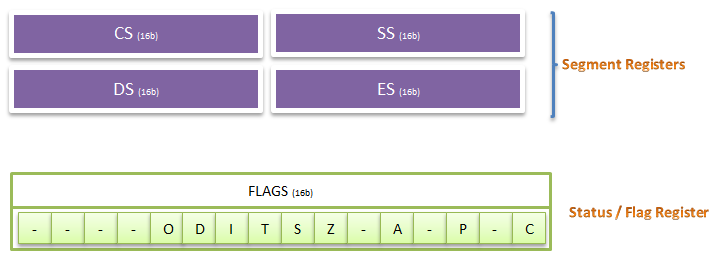 CS (16b) SS (16b)
Segment Registers
DS (16b) ES (16b)
FLAGS (16b)
Status / Flag Register
- - - - O D I T S Z - A - P - C